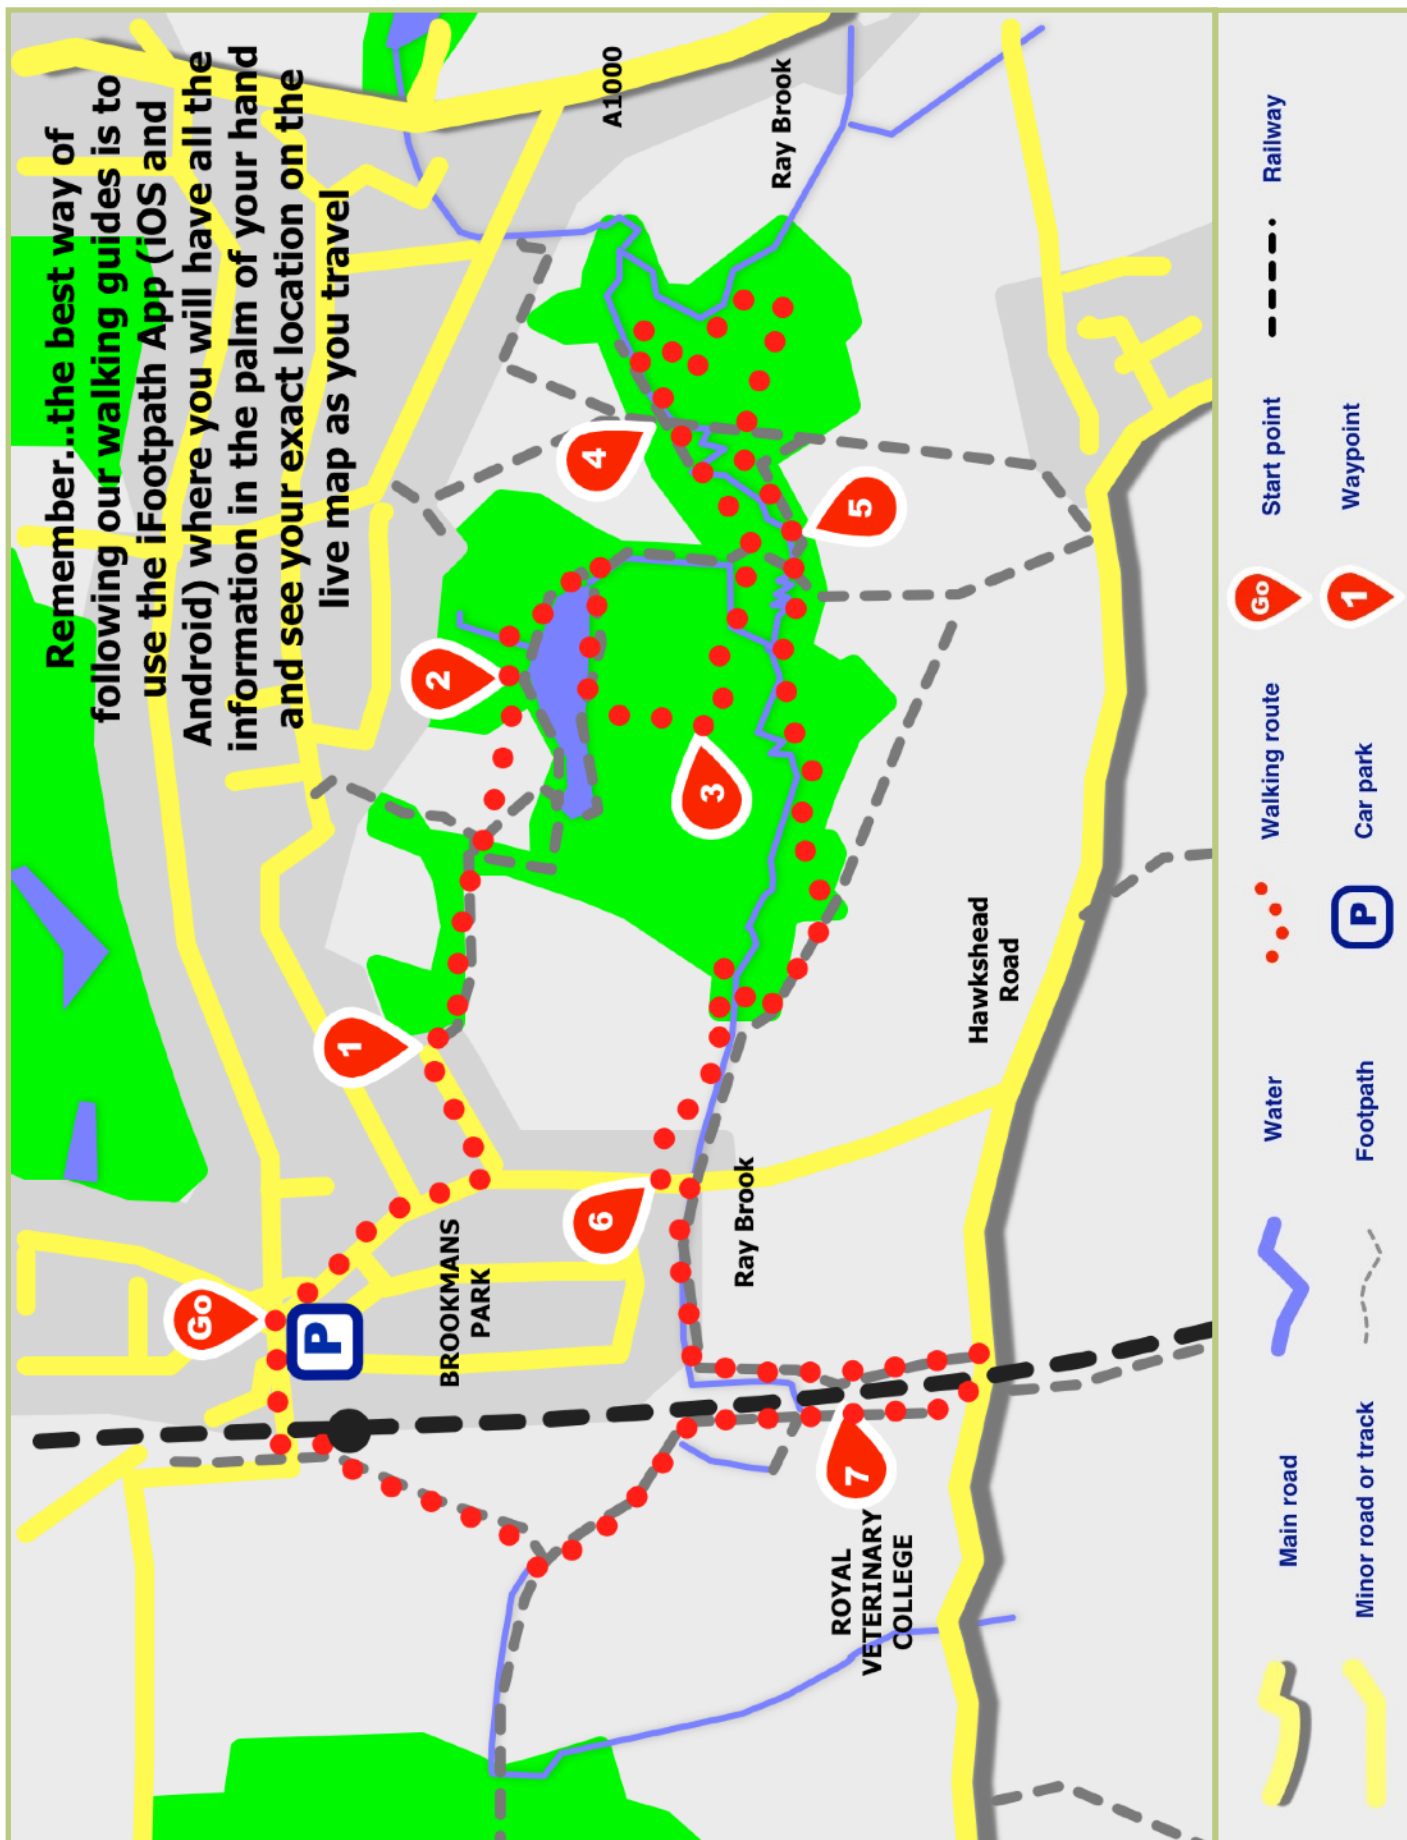 Remember...the best way of
following our walking guides is to
use the iFootpath App (iOS and
Android) where you will have all the
information in the palm of your hand
and see your exact location on the
live map as you travel
A1000
Ray Brook
Go
1
2
3
4
5
6
7
P
BROOKMANS
PARK
Ray Brook
Hawkshead
Road
ROYAL
VETERINARY
COLLEGE
Main road
Water
Walking route
Go
Start point
Railway
Minor road or track
Footpath
P
Car park
1
Waypoint